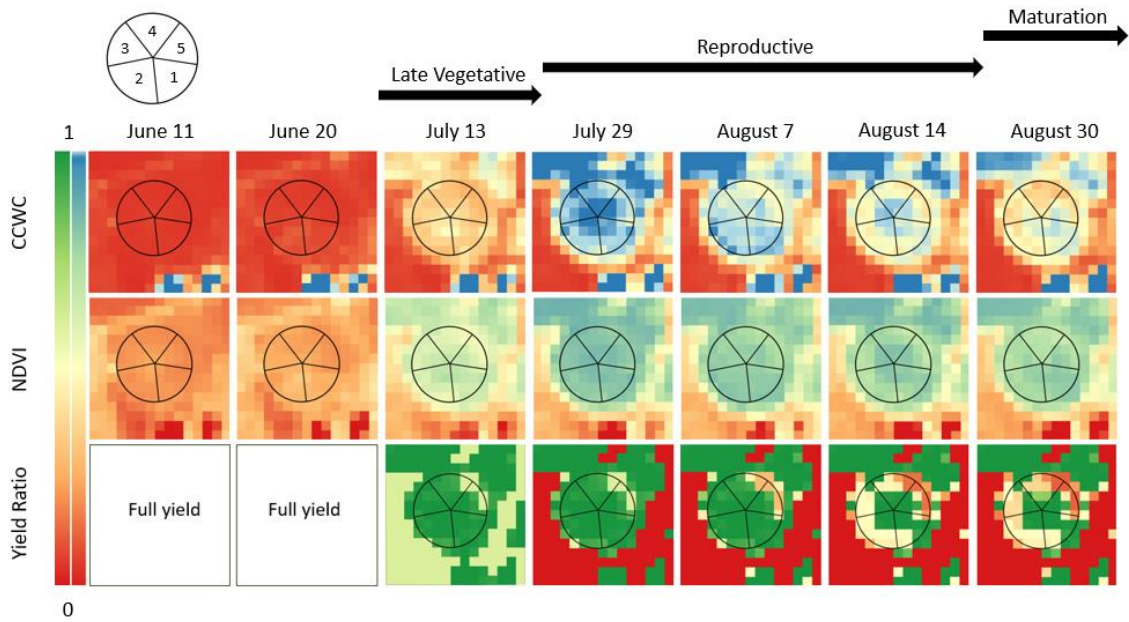 Maturation
Reproductive
Late Vegetative
4
3
5
2
1
1
June 11
June 20
July 13
July 29
August 7
August 14
August 30
CCWC
NDVI
Yield Ratio
Full yield
Full yield
0